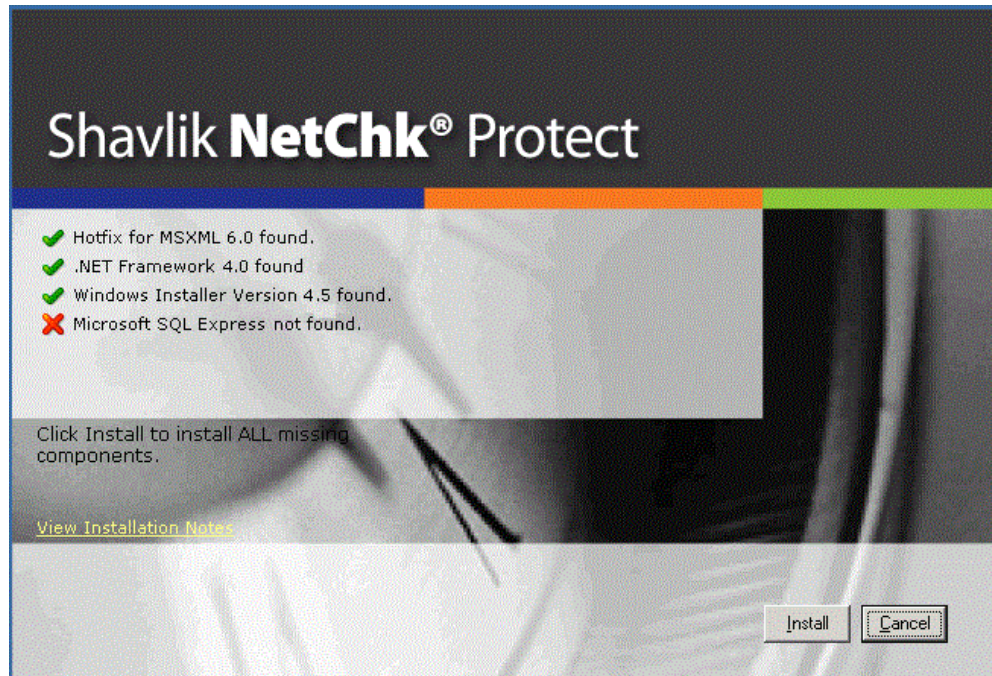 Shavlik NetChk® Protect
Hotfix for MSXML 6.0 found.
.NET Framework 4.0 found
Windows Installer Version 4.5 found.
Microsoft SQL Express not found.
Click Install to install ALL missing
components.
View Installation Notes
Install
Cancel